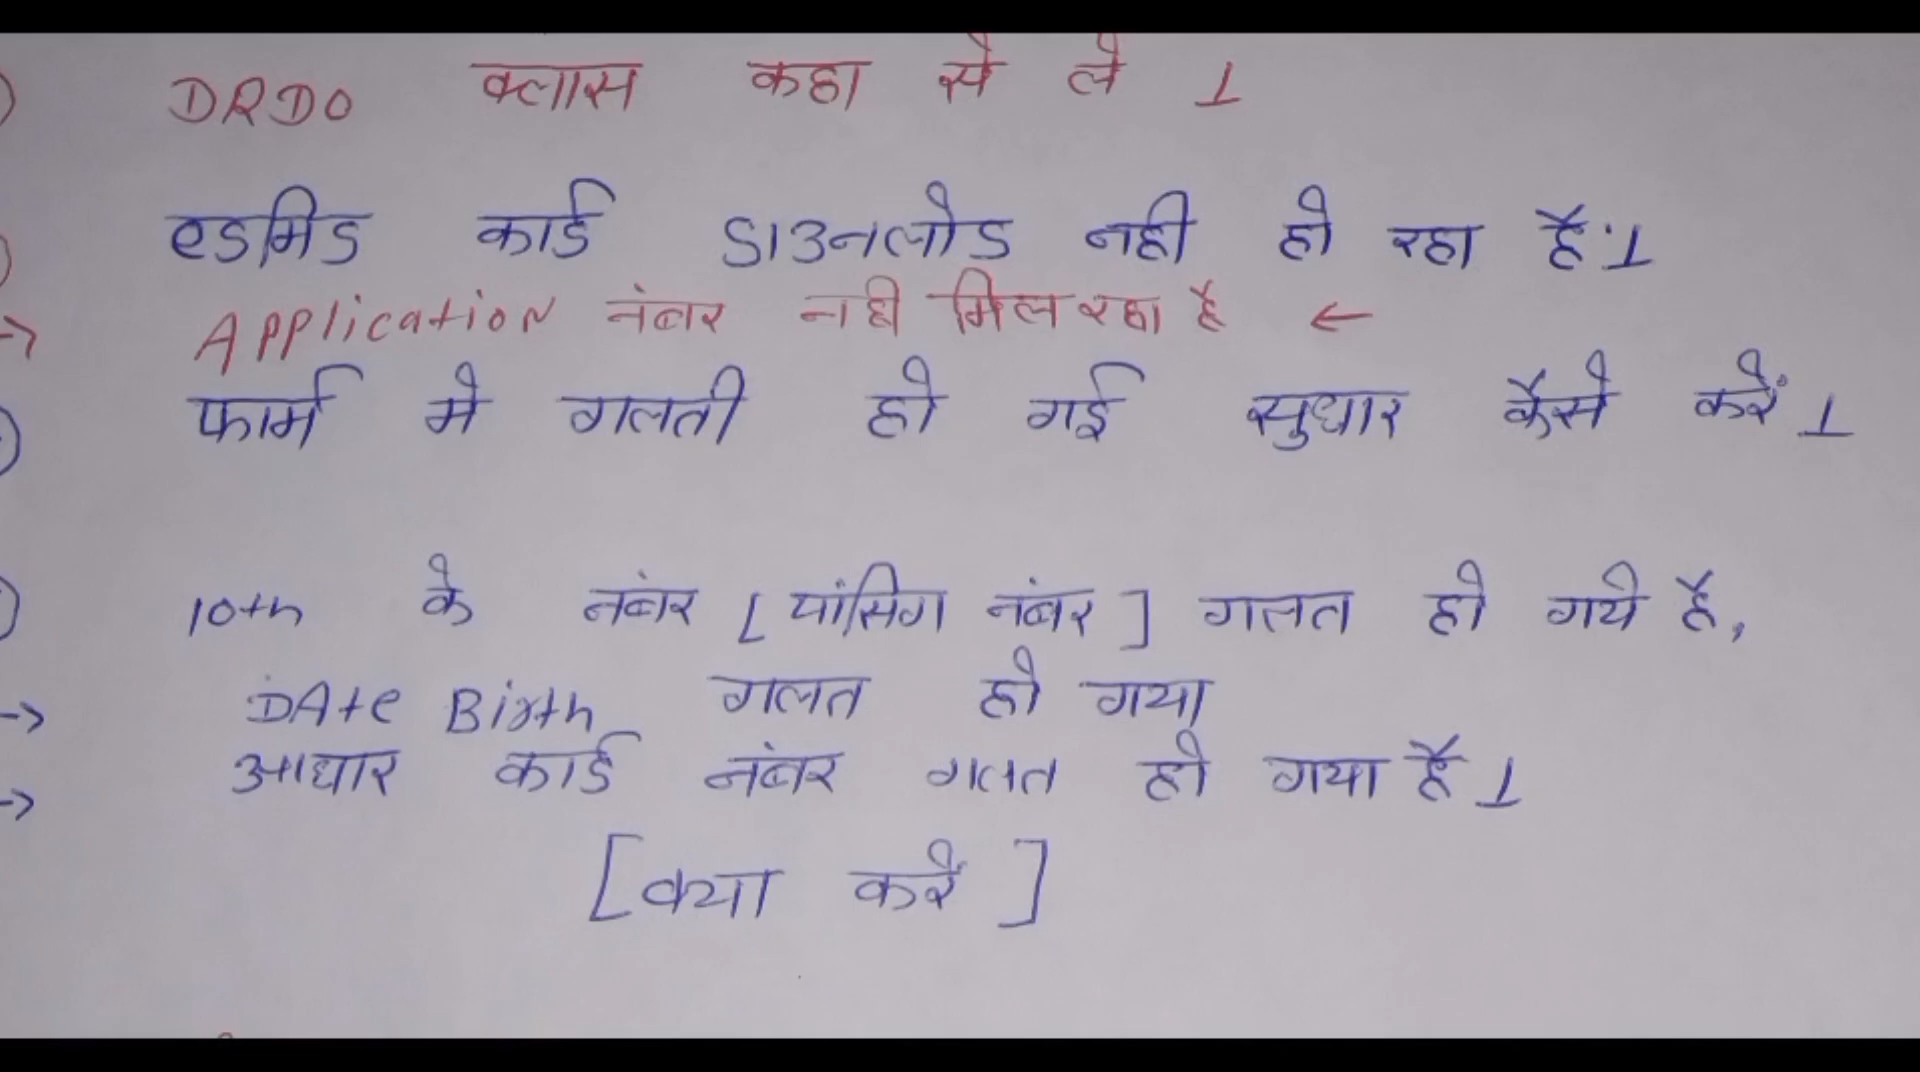 DRDO क्लास कहा से ले ।
एडमिड कार्ड डाउनलोड नही हो रहा है ।
→ Application नंबर नही मिल रहा है ←
फार्म मे गलती हो गई सुधार कैसे करें ।
10th के नंबर [पांसिग नंबर] गलत हो गये है,
→ DAte Birth गलत हो गया
→ आधार कार्ड नंबर गलत हो गया है ।
[क्या करें]